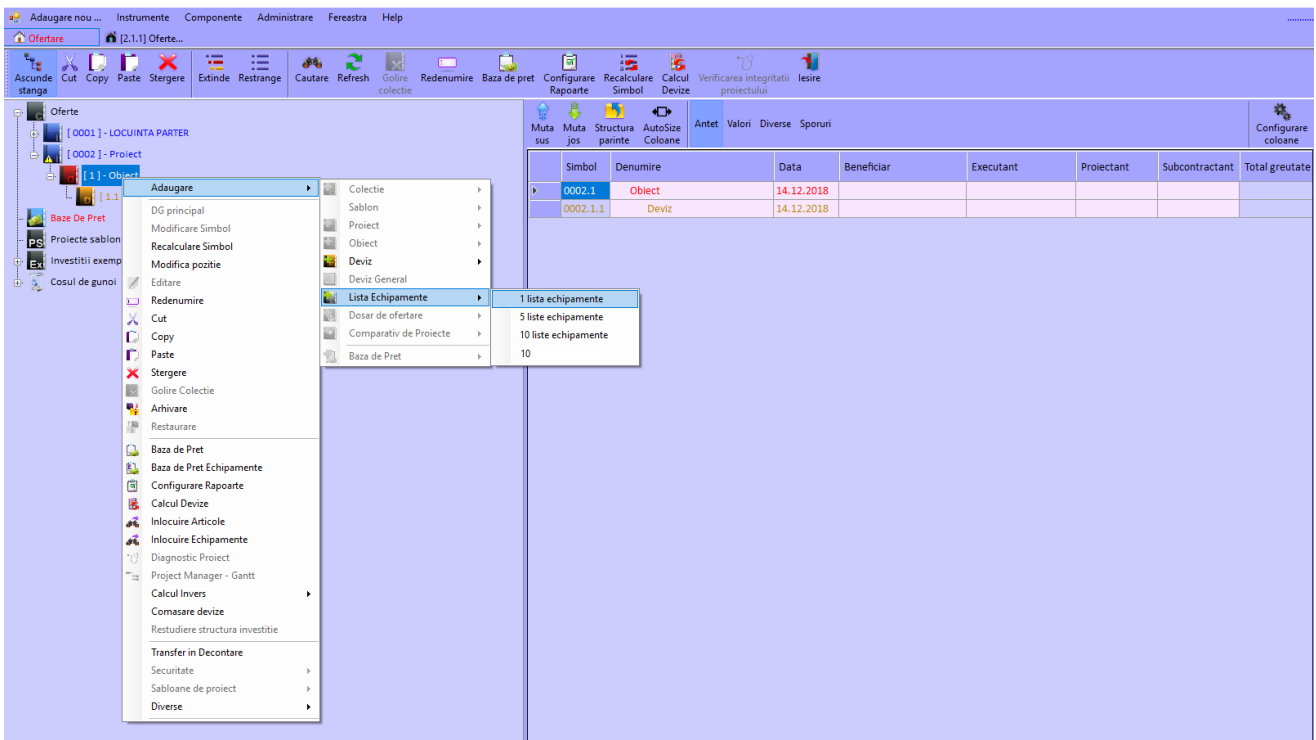 Adaugare nou ... Instrumente Componente Administrare Fereastra Help
Ofertare [2.1.1] Oferte...
Ascunde stanga Cut Copy Paste Stergere Extinde Restrange Cautare Refresh Golire colectie Redenumire Baza de pret Configurare Rapoarte Recalculare Simbol Calcul Devize Verificarea integritatii proiectului Iesire
Oferte
[ 0001 ] - LOCUINTA PARTER
[ 0002 ] - Proiect
[ 1 ] - Obiect
[ 1.1
Baze De Pret
Proiecte sablon
Investitii exemp
Cosul de gunoi
Adaugare
DG principal
Modificare Simbol
Recalculare Simbol
Modifica pozitie
Editare
Redenumire
Cut
Copy
Paste
Stergere
Golire Colectie
Arhivare
Restaurare
Baza de Pret
Baza de Pret Echipamente
Configurare Rapoarte
Calcul Devize
Inlocuire Articole
Inlocuire Echipamente
Diagnostic Proiect
Project Manager - Gantt
Calcul Invers
Comasare devize
Restudiere structura investitie
Transfer in Decontare
Securitate
Sabloane de proiect
Diverse
Colectie
Sablon
Proiect
Obiect
Deviz
Deviz General
Lista Echipamente
Dosar de ofertare
Comparativ de Proiecte
Baza de Pret
1 lista echipamente
5 liste echipamente
10 liste echipamente
10
Muta sus Muta jos Structura parinte AutoSize Coloane Antet Valori Diverse Sporuri Configurare coloane
Simbol Denumire Data Beneficiar Executant Proiectant Subcontractant Total greutate
0002.1 Obiect 14.12.2018
0002.1.1 Deviz 14.12.2018